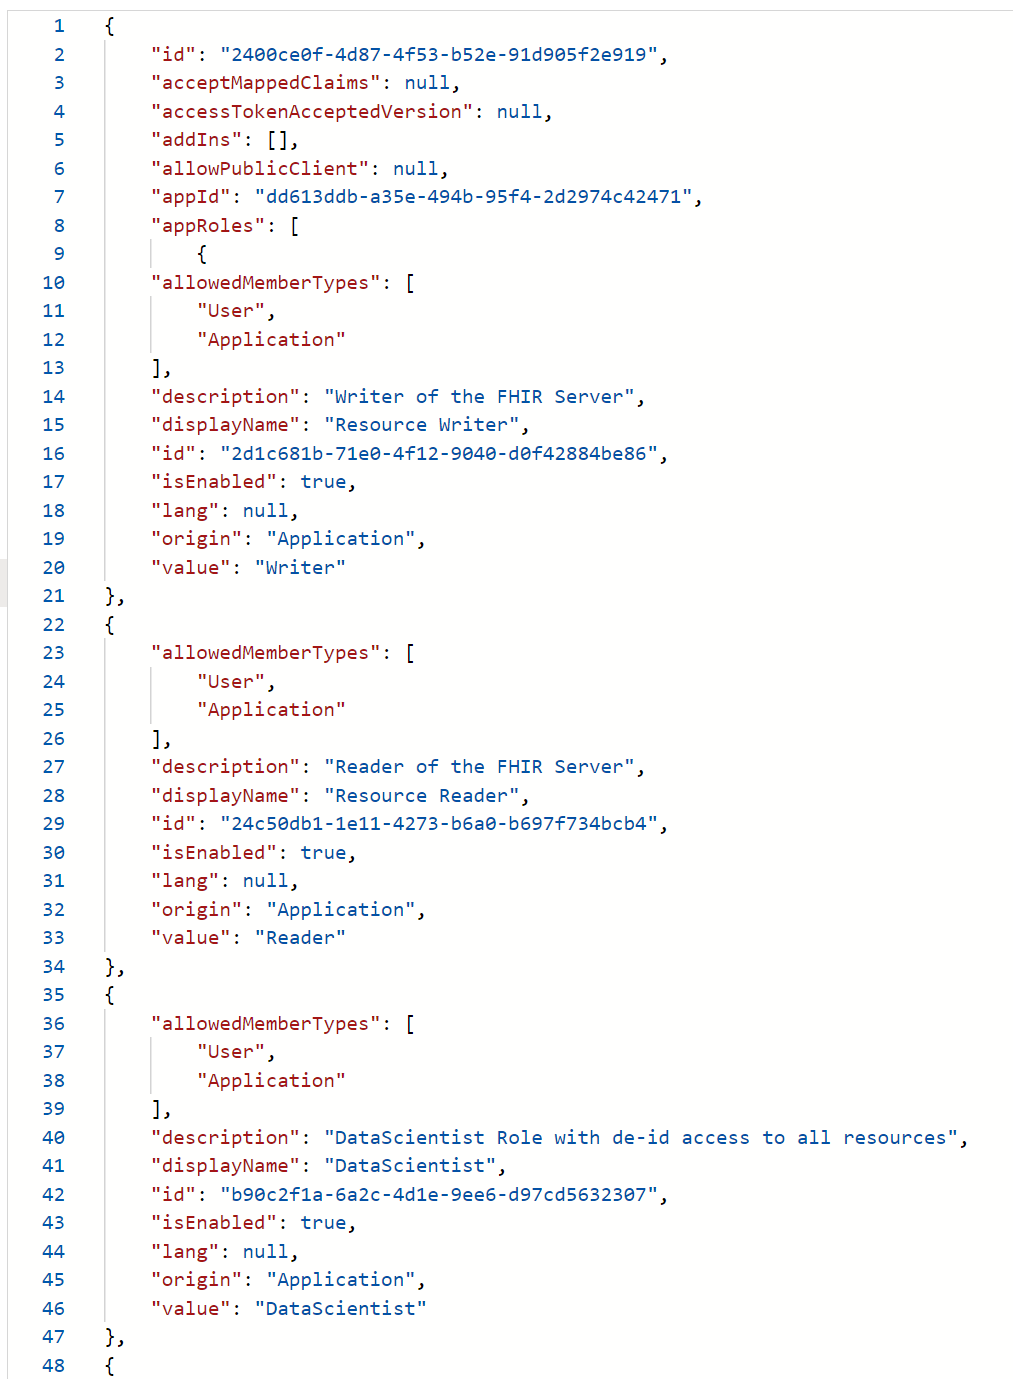 1 {
2 "id": "2400ce0f-4d87-4f53-b52e-91d905f2e919",
3 "acceptMappedClaims": null,
4 "accessTokenAcceptedVersion": null,
5 "addIns": [],
6 "allowPublicClient": null,
7 "appId": "dd613ddb-a35e-494b-95f4-2d2974c42471",
8 "appRoles": [
9 {
10 "allowedMemberTypes": [
11 "User",
12 "Application"
13 ],
14 "description": "Writer of the FHIR Server",
15 "displayName": "Resource Writer",
16 "id": "2d1c681b-71e0-4f12-9040-d0f42884be86",
17 "isEnabled": true,
18 "lang": null,
19 "origin": "Application",
20 "value": "Writer"
21 },
22 {
23 "allowedMemberTypes": [
24 "User",
25 "Application"
26 ],
27 "description": "Reader of the FHIR Server",
28 "displayName": "Resource Reader",
29 "id": "24c50db1-1e11-4273-b6a0-b697f734bcb4",
30 "isEnabled": true,
31 "lang": null,
32 "origin": "Application",
33 "value": "Reader"
34 },
35 {
36 "allowedMemberTypes": [
37 "User",
38 "Application"
39 ],
40 "description": "DataScientist Role with de-id access to all resources",
41 "displayName": "DataScientist",
42 "id": "b90c2f1a-6a2c-4d1e-9ee6-d97cd5632307",
43 "isEnabled": true,
44 "lang": null,
45 "origin": "Application",
46 "value": "DataScientist"
47 },
48 {